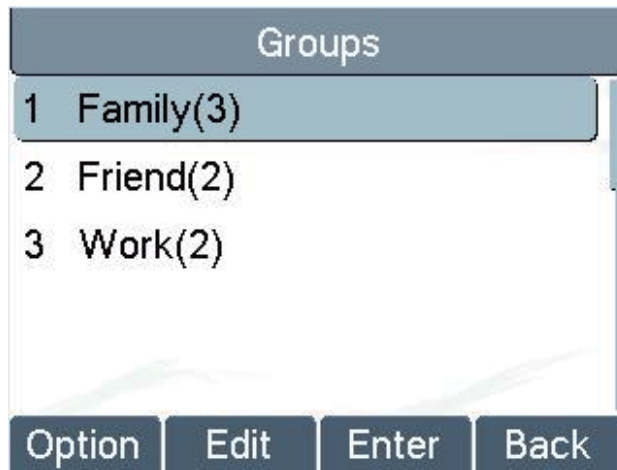 Groups
1 Family(3)
2 Friend(2)
3 Work(2)
Option Edit Enter Back